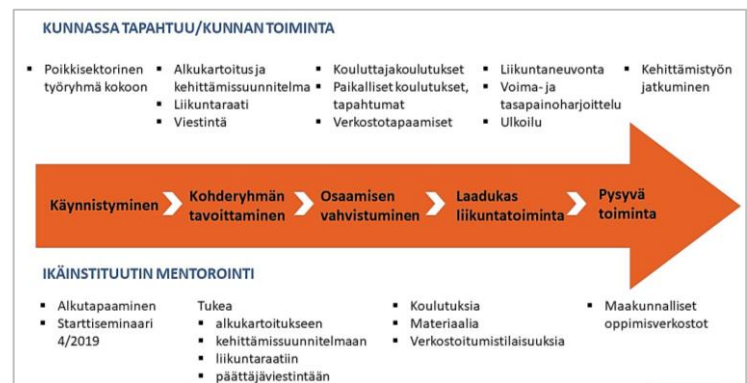 KUNNASSA TAPAHTUU/KUNNAN TOIMINTA
▪ Poikkisektorinen
työryhmä kokoon
▪ Alkukartoitus ja
kehittämissuunnitelma
▪ Liikuntaraati
▪ Viestintä
▪ Kouluttajakoulutukset
▪ Paikalliset koulutukset,
tapahtumat
▪ Verkostotapaamiset
▪ Liikuntaneuvonta
▪ Voima- ja
tasapainoharjoittelu
▪ Ulkoilu
▪ Kehittämistyön
jatkuminen
Käynnistyminen
Kohderyhmän
tavoittaminen
Osaamisen
vahvistuminen
Laadukas
liikuntatoiminta
Pysyvä
toiminta
IKÄINSTITUUTIN MENTOROINTI
▪ Alkutapaaminen
▪ Starttiseminaari
4/2019
Tukea
▪ alkukartoitukseen
▪ kehittämissuunnitelmaan
▪ liikuntaraatiin
▪ päättäjäviestintään
▪ Koulutuksia
▪ Materiaalia
▪ Verkostoitumistilaisuuksia
▪ Maakunnalliset
oppimisverkostot